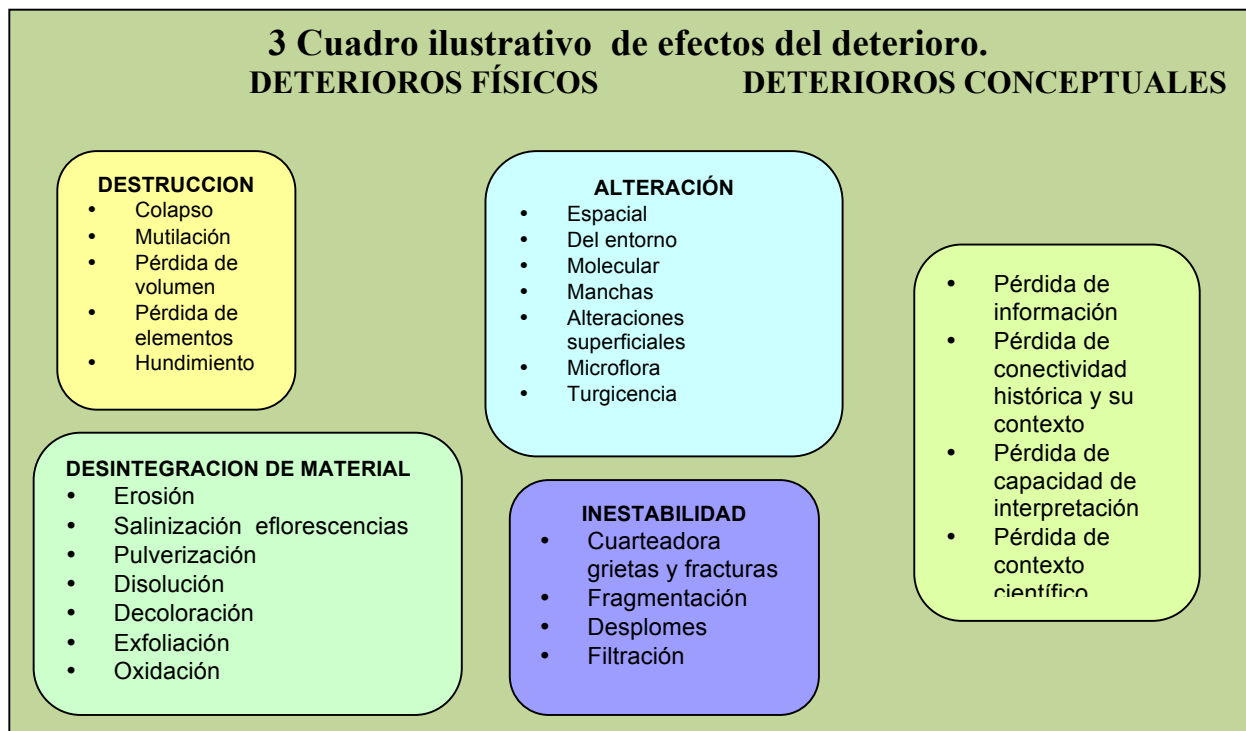 3 Cuadro ilustrativo de efectos del deterioro.
DETERIOROS FÍSICOS DETERIOROS CONCEPTUALES
DESTRUCCION
• Colapso
• Mutilación
• Pérdida de
volumen
• Pérdida de
elementos
• Hundimiento
DESINTEGRACION DE MATERIAL
• Erosión
• Salinización eflorescencias
• Pulverización
• Disolución
• Decoloración
• Exfoliación
• Oxidación
ALTERACIÓN
• Espacial
• Del entorno
• Molecular
• Manchas
• Alteraciones
superficiales
• Microflora
• Turgicencia
INESTABILIDAD
• Cuarteadora
grietas y fracturas
• Fragmentación
• Desplomes
• Filtración
• Pérdida de
información
• Pérdida de
conectividad
histórica y su
contexto
• Pérdida de
capacidad de
interpretación
• Pérdida de
contexto
científico